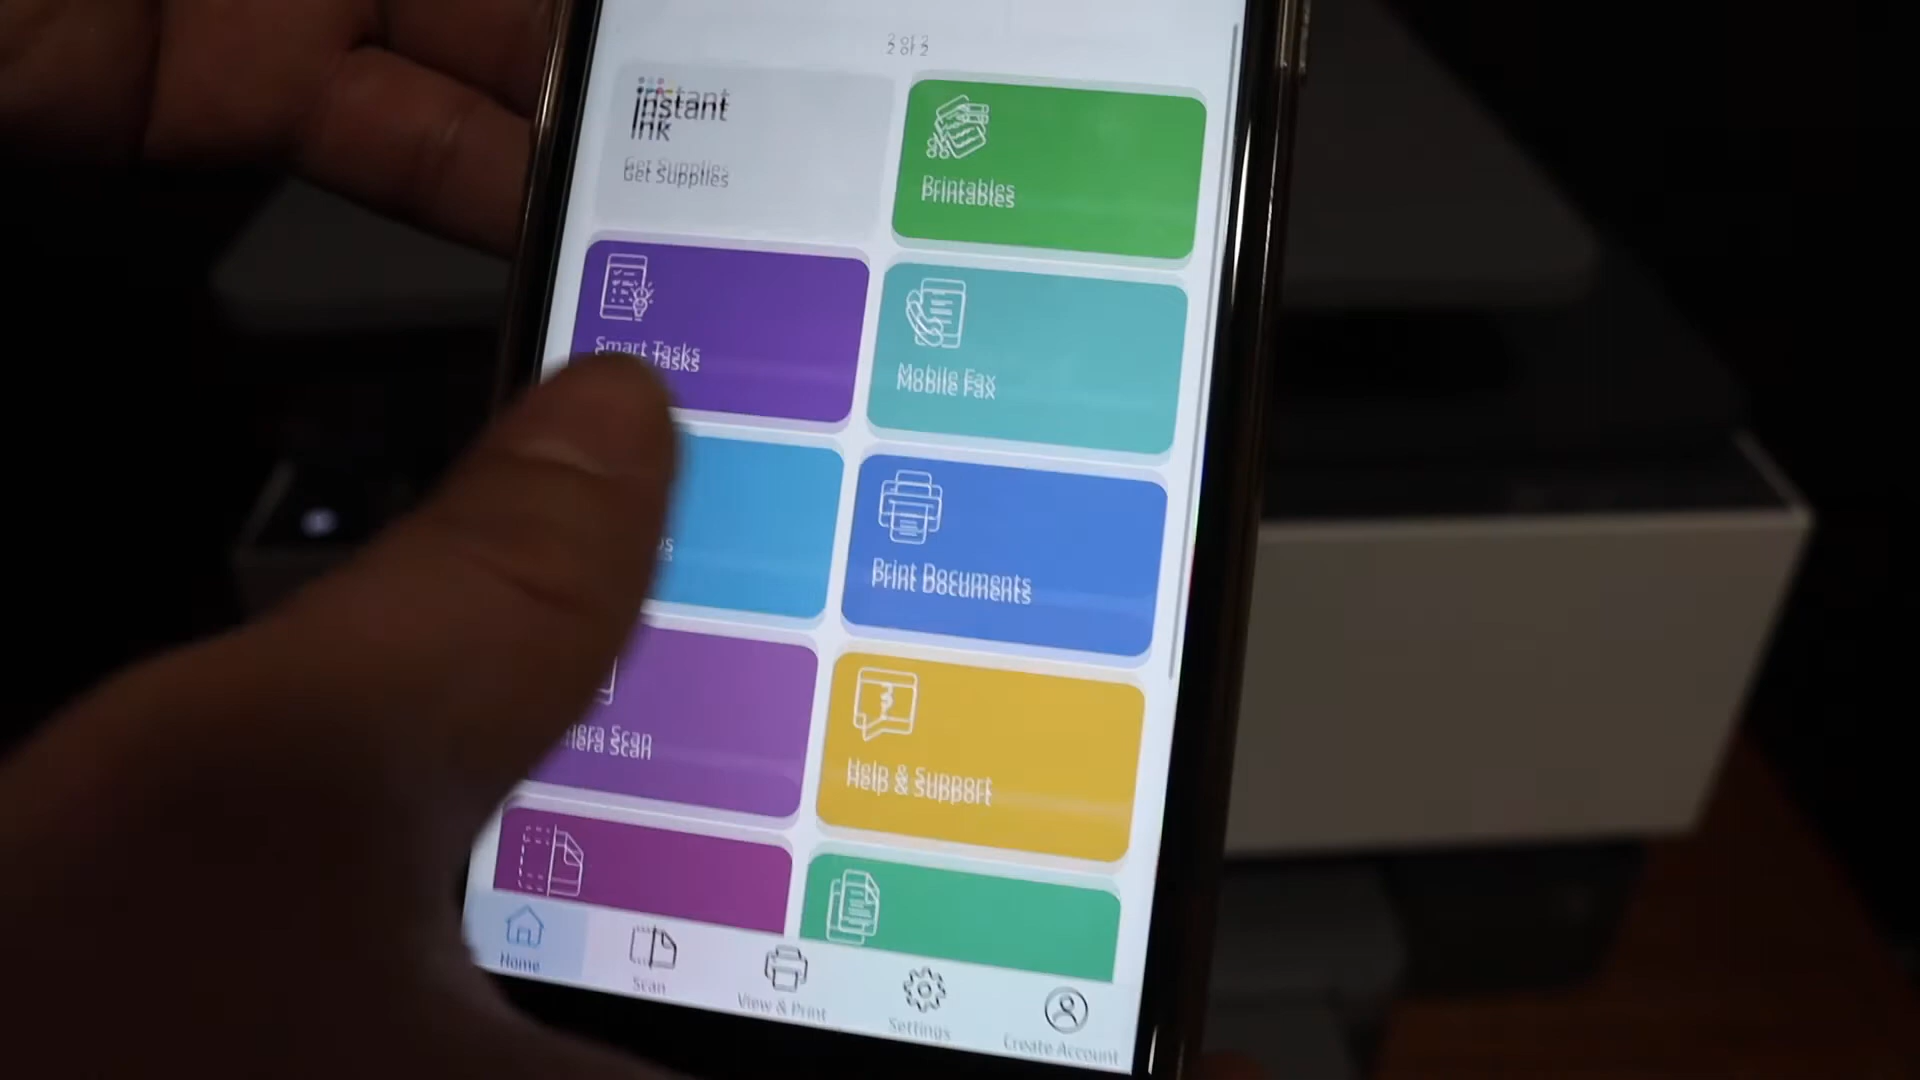 2 of 2
instant
ink
Get Supplies
Printables
Smart Tasks
Mobile Fax
Print Documents
Scan
Help & Support
Home
Scan
View & Print
Settings
Create Account